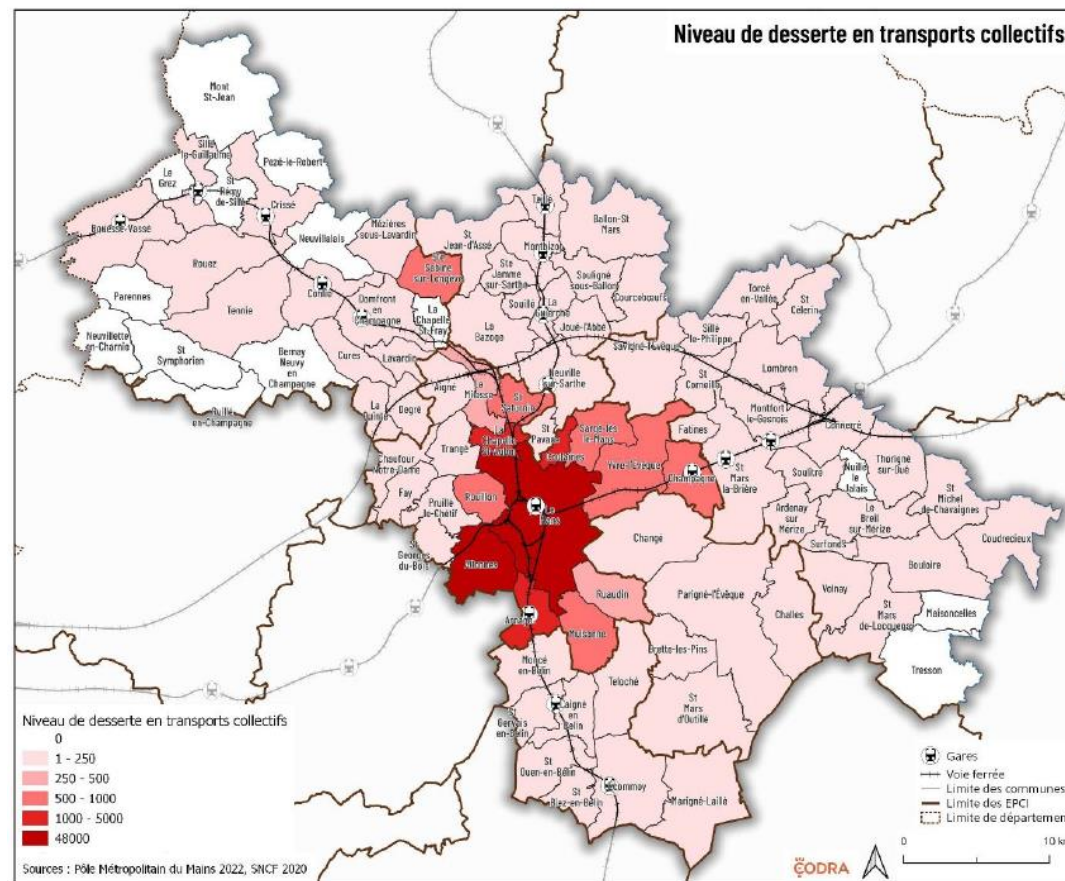 Niveau de desserte en transports collectifs
Mont
St-Jean
Sillé
le-Guillaume
Pezé-le-Robert
Le
Grez
St
Rémy
de-Sillé
Crissé
Rouessé-Vassé
Neuvillalais
Mézières
sous-Lavardin
St
Jean-d'Assé
Teillé
Ballon-St
Mars
Rouez
Ste
Sabine
sur-Longève
Monthizot
Ste
Jamme
sur-Sarthe
Souligné
sous-Ballon
Torcé
en-Vallée
St
Célerin
Parennes
Conlie
Tennie
Domfront
en
Champagne
La
Chapelle
St-Fray
Souillé
La
Guierche
Courceboeufs
Neuvillette
en-Charnie
St
Symphorien
Bernay
Neuvy
en
Champagne
Cures
Lavardin
La
Bazoge
Joué-l'Abbé
Savigné-l'Évêque
Sillé
le-Philippe
Lombron
Ruillé
en-Champagne
La
Quinte
Degré
Aigné
La
Milesse
St
Saturnin
Neuville
sur-Sarthe
St
Corneille
Montfort
le-Gesnois
Connerré
Trangé
La
Chapelle
St-Aubin
St
Pavace
Coulaines
Sargé-lès
le-Mans
Fatines
Chaufour
Notre-Dame
Yvré-l'Évêque
Champagné
St
Mars
la-Brière
Soulitré
Nuillé
le
Jalais
Thorigné
sur-Dué
Fay
Pruillé
le-Chétif
Rouillon
Le
Mans
Ardenay
sur
Mérize
Le
Breil
sur-Mérize
St
Michel
de-Chavaignes
St
Georges
du-Bois
Allonnes
Changé
Surfonds
Coudrecieux
Bouloire
Ruaudin
Parigné-l'Évêque
Challes
Volnay
St
Mars
de-Locquenay
Maisoncelles
Arnage
Mulsanne
Tresson
Moncé
en-Belin
Teloché
Brette-les-Pins
St
Gervais
en-Belin
Laigné
en
Belin
St
Mars
d'Outillé
St
Ouen-en-Belin
St
Biez-en-Belin
Ecommoy
Marigné-Laillé
Niveau de desserte en transports collectifs
0
1 - 250
250 - 500
500 - 1000
1000 - 5000
48000
Sources : Pôle Métropolitain du Mains 2022, SNCF 2020
Gares
Voie ferrée
Limite des communes
Limite des EPCI
Limite de département
CODRA
0
10 km